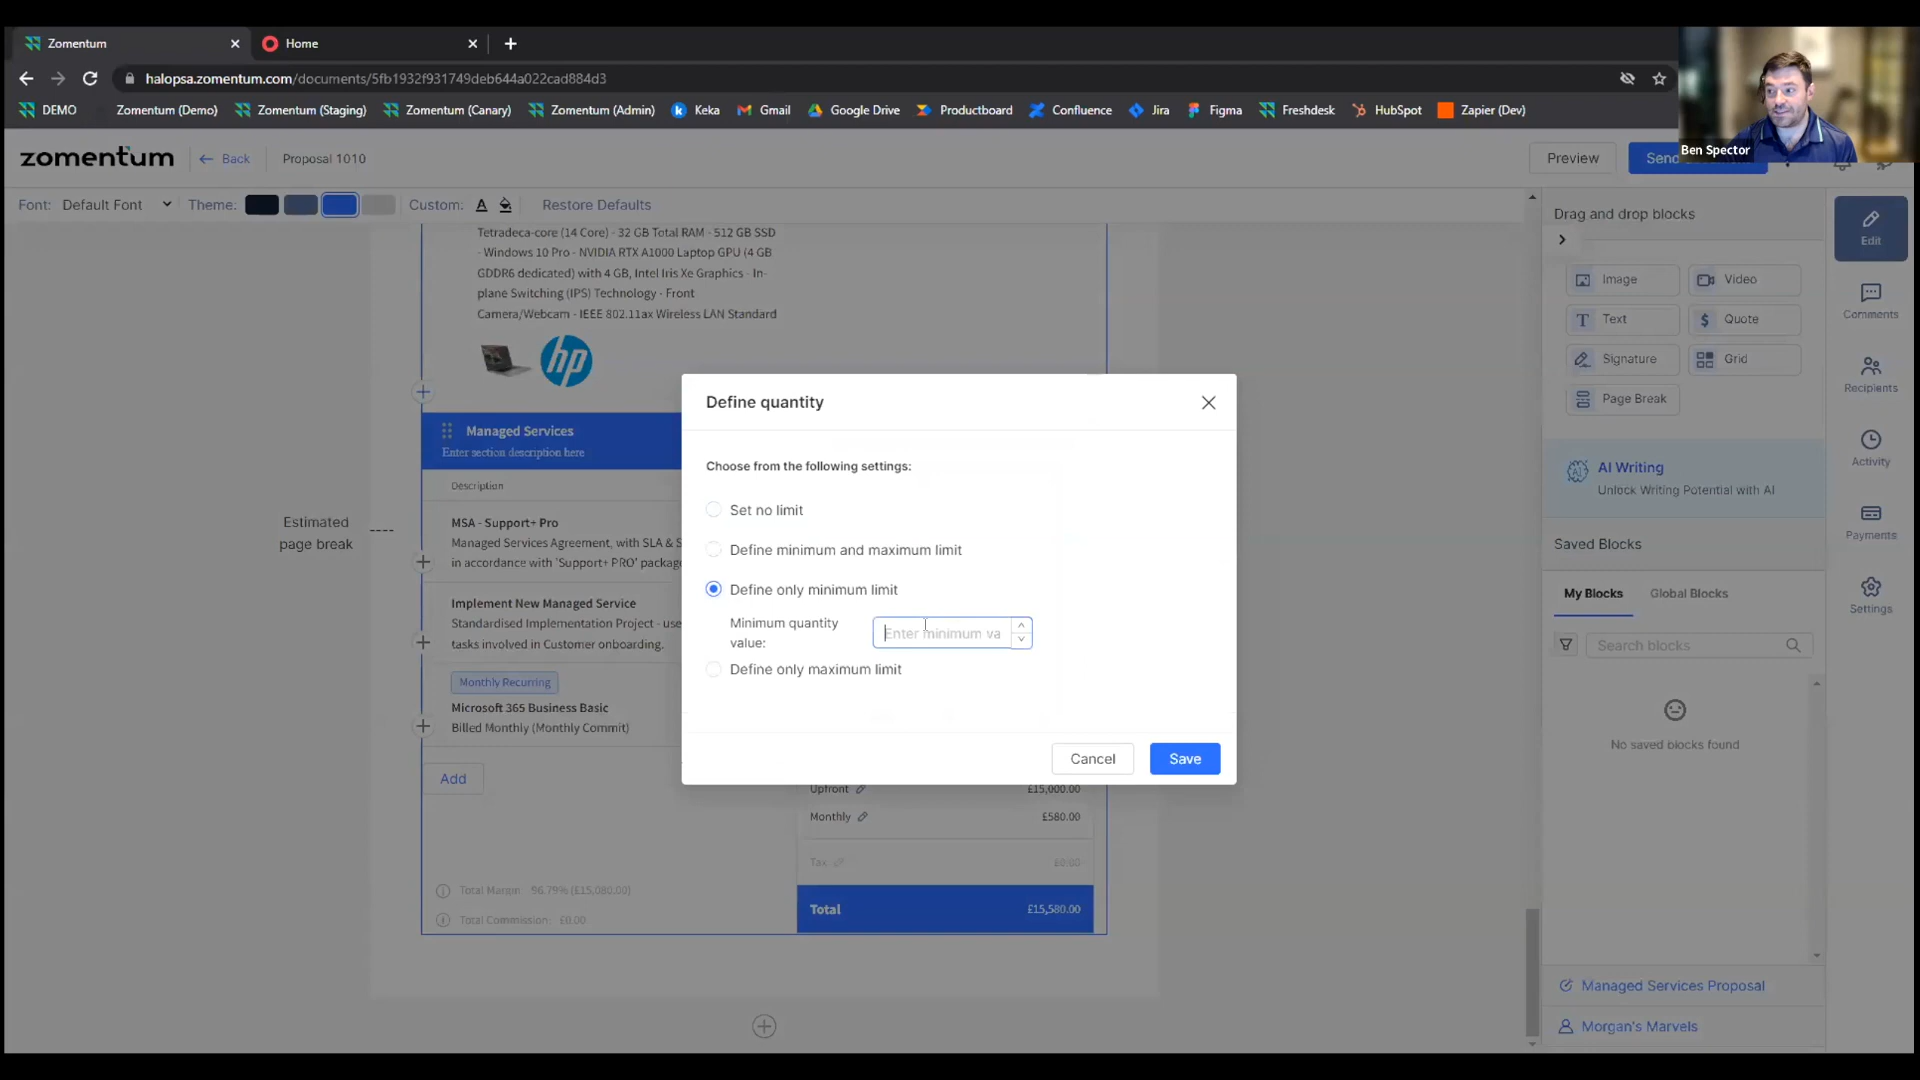 Zomentum
Home
halopsa.zomentum.com/documents/5fb1932f931749deb644a022cad884d3
DEMO
Zomentum (Demo)
Zomentum (Staging)
Zomentum (Canary)
Zomentum (Admin)
Keka
Gmail
Google Drive
Productboard
Confluence
Jira
Figma
Freshdesk
HubSpot
Zapier (Dev)
Ben Spector
zomentum
Back
Proposal 1010
Preview
Send
Font: Default Font
Theme:
Custom:
A
Restore Defaults
Drag and drop blocks
Image
Video
Text
Quote
Signature
Grid
Page Break
AI Writing
Unlock Writing Potential with AI
Saved Blocks
My Blocks
Global Blocks
Search blocks
No saved blocks found
Managed Services Proposal
Morgan's Marvels
Edit
Comments
Recipients
Activity
Payments
Settings
Tetradeca-core (14 Core) - 32 GB Total RAM - 512 GB SSD
- Windows 10 Pro - NVIDIA RTX A1000 Laptop GPU (4 GB
GDDR6 dedicated) with 4 GB, Intel Iris Xe Graphics - In-
plane Switching (IPS) Technology - Front
Camera/Webcam - IEEE 802.11ax Wireless LAN Standard
hp
Managed Services
Enter section description here
Description
Estimated
page break
MSA - Support+ Pro
Managed Services Agreement, with SLA & S
in accordance with 'Support+ PRO' packag
Implement New Managed Service
Standardised Implementation Project - use
tasks involved in Customer onboarding.
Monthly Recurring
Microsoft 365 Business Basic
Billed Monthly (Monthly Commit)
Add
Upfront
£15,000.00
Monthly
£580.00
Tax
£0.00
Total Margin: 96.79% (£15,080.00)
Total Commission: £0.00
Total
£15,580.00
Define quantity
Choose from the following settings:
Set no limit
Define minimum and maximum limit
Define only minimum limit
Minimum quantity
value:
Enter minimum va
Define only maximum limit
Cancel
Save